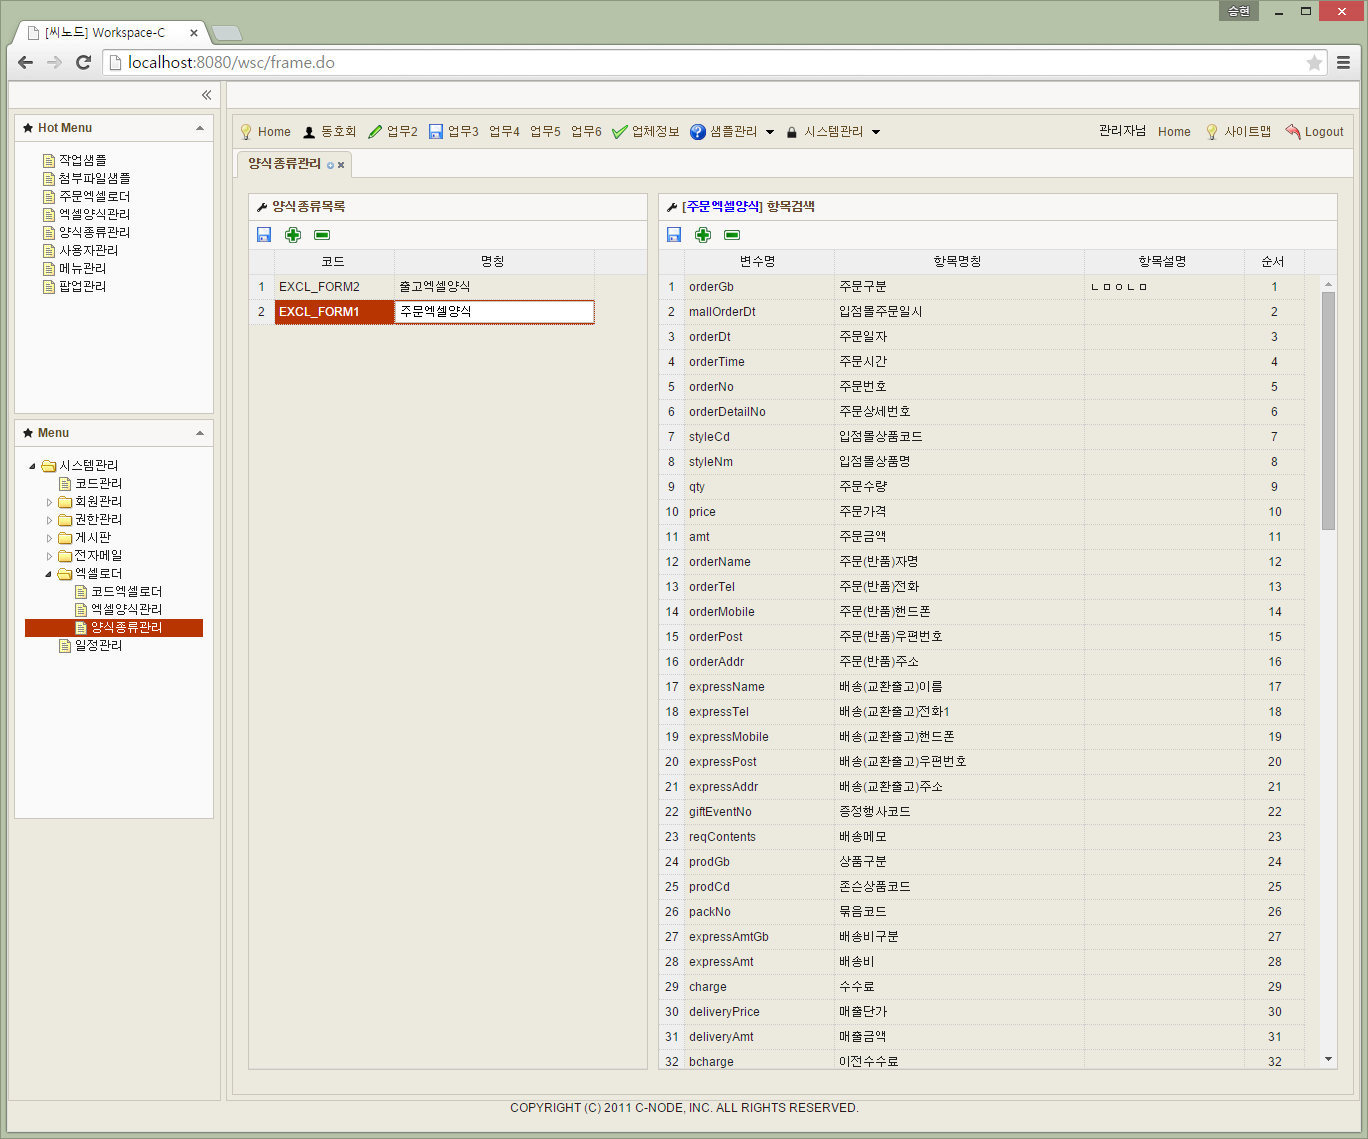 승현
[씨노드] Workspace-C
localhost:8080/wsc/frame.do
Hot Menu
작업샘플
첨부파일샘플
주문엑셀로더
엑셀양식관리
양식종류관리
사용자관리
메뉴관리
팝업관리
Menu
시스템관리
코드관리
회원관리
권한관리
게시판
전자메일
엑셀로더
코드엑셀로더
엑셀양식관리
양식종류관리
일정관리
Home 동호회 업무2 업무3 업무4 업무5 업무6 업체정보 샘플관리 시스템관리 관리자님 Home 사이트맵 Logout
양식종류관리
양식종류목록
코드 명칭
1 EXCL_FORM2 출고엑셀양식
2 EXCL_FORM1 주문엑셀양식
[주문엑셀양식] 항목검색
변수명 항목명칭 항목설명 순서
1 orderGb 주문구분 ㄴㅁㅇㄴㅁ 1
2 mallOrderDt 입점몰주문일시 2
3 orderDt 주문일자 3
4 orderTime 주문시간 4
5 orderNo 주문번호 5
6 orderDetailNo 주문상세번호 6
7 styleCd 입점몰상품코드 7
8 styleNm 입점몰상품명 8
9 qty 주문수량 9
10 price 주문가격 10
11 amt 주문금액 11
12 orderName 주문(반품)자명 12
13 orderTel 주문(반품)전화 13
14 orderMobile 주문(반품)핸드폰 14
15 orderPost 주문(반품)우편번호 15
16 orderAddr 주문(반품)주소 16
17 expressName 배송(교환출고)이름 17
18 expressTel 배송(교환출고)전화1 18
19 expressMobile 배송(교환출고)핸드폰 19
20 expressPost 배송(교환출고)우편번호 20
21 expressAddr 배송(교환출고)주소 21
22 giftEventNo 증정행사코드 22
23 reqContents 배송메모 23
24 prodGb 상품구분 24
25 prodCd 존슨상품코드 25
26 packNo 묶음코드 26
27 expressAmtGb 배송비구분 27
28 expressAmt 배송비 28
29 charge 수수료 29
30 deliveryPrice 매출단가 30
31 deliveryAmt 매출금액 31
32 bcharge 이전수수료 32
COPYRIGHT (C) 2011 C-NODE, INC. ALL RIGHTS RESERVED.